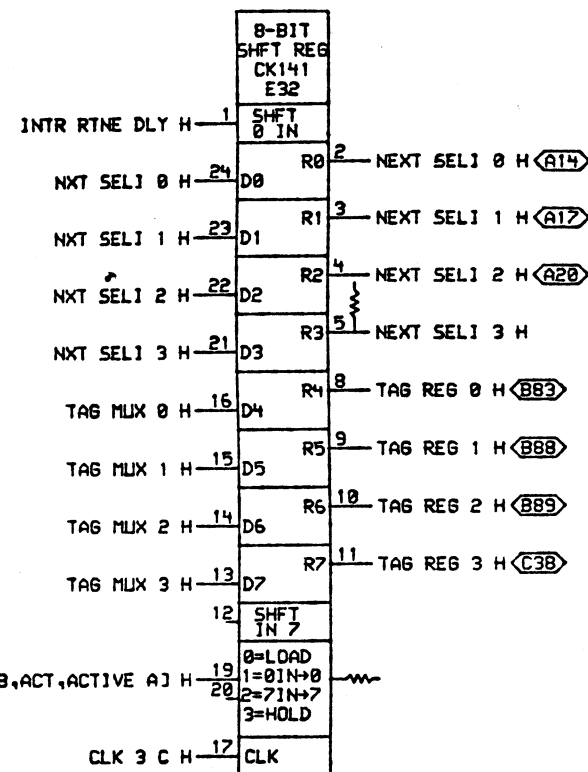 8-BIT
SHFT REG
CK141
E32
INTR RTNE DLY H 1 SHFT
0 IN
R0 2 NEXT SELI 0 H A14
NXT SELI 0 H 24 D0
R1 3 NEXT SELI 1 H A17
NXT SELI 1 H 23 D1
R2 4 NEXT SELI 2 H A20
NXT SELI 2 H 22 D2
R3 5 NEXT SELI 3 H
NXT SELI 3 H 21 D3
R4 8 TAG REG 0 H B83
TAG MUX 0 H 16 D4
R5 9 TAG REG 1 H B88
TAG MUX 1 H 15 D5
R6 10 TAG REG 2 H B89
TAG MUX 2 H 14 D6
R7 11 TAG REG 3 H C38
TAG MUX 3 H 13 D7
12 SHFT
IN 7
0=LOAD
,ACT,ACTIVE A] H 19 1=0IN→0
20 2=7IN→7
3=HOLD
CLK 3 C H 17 CLK